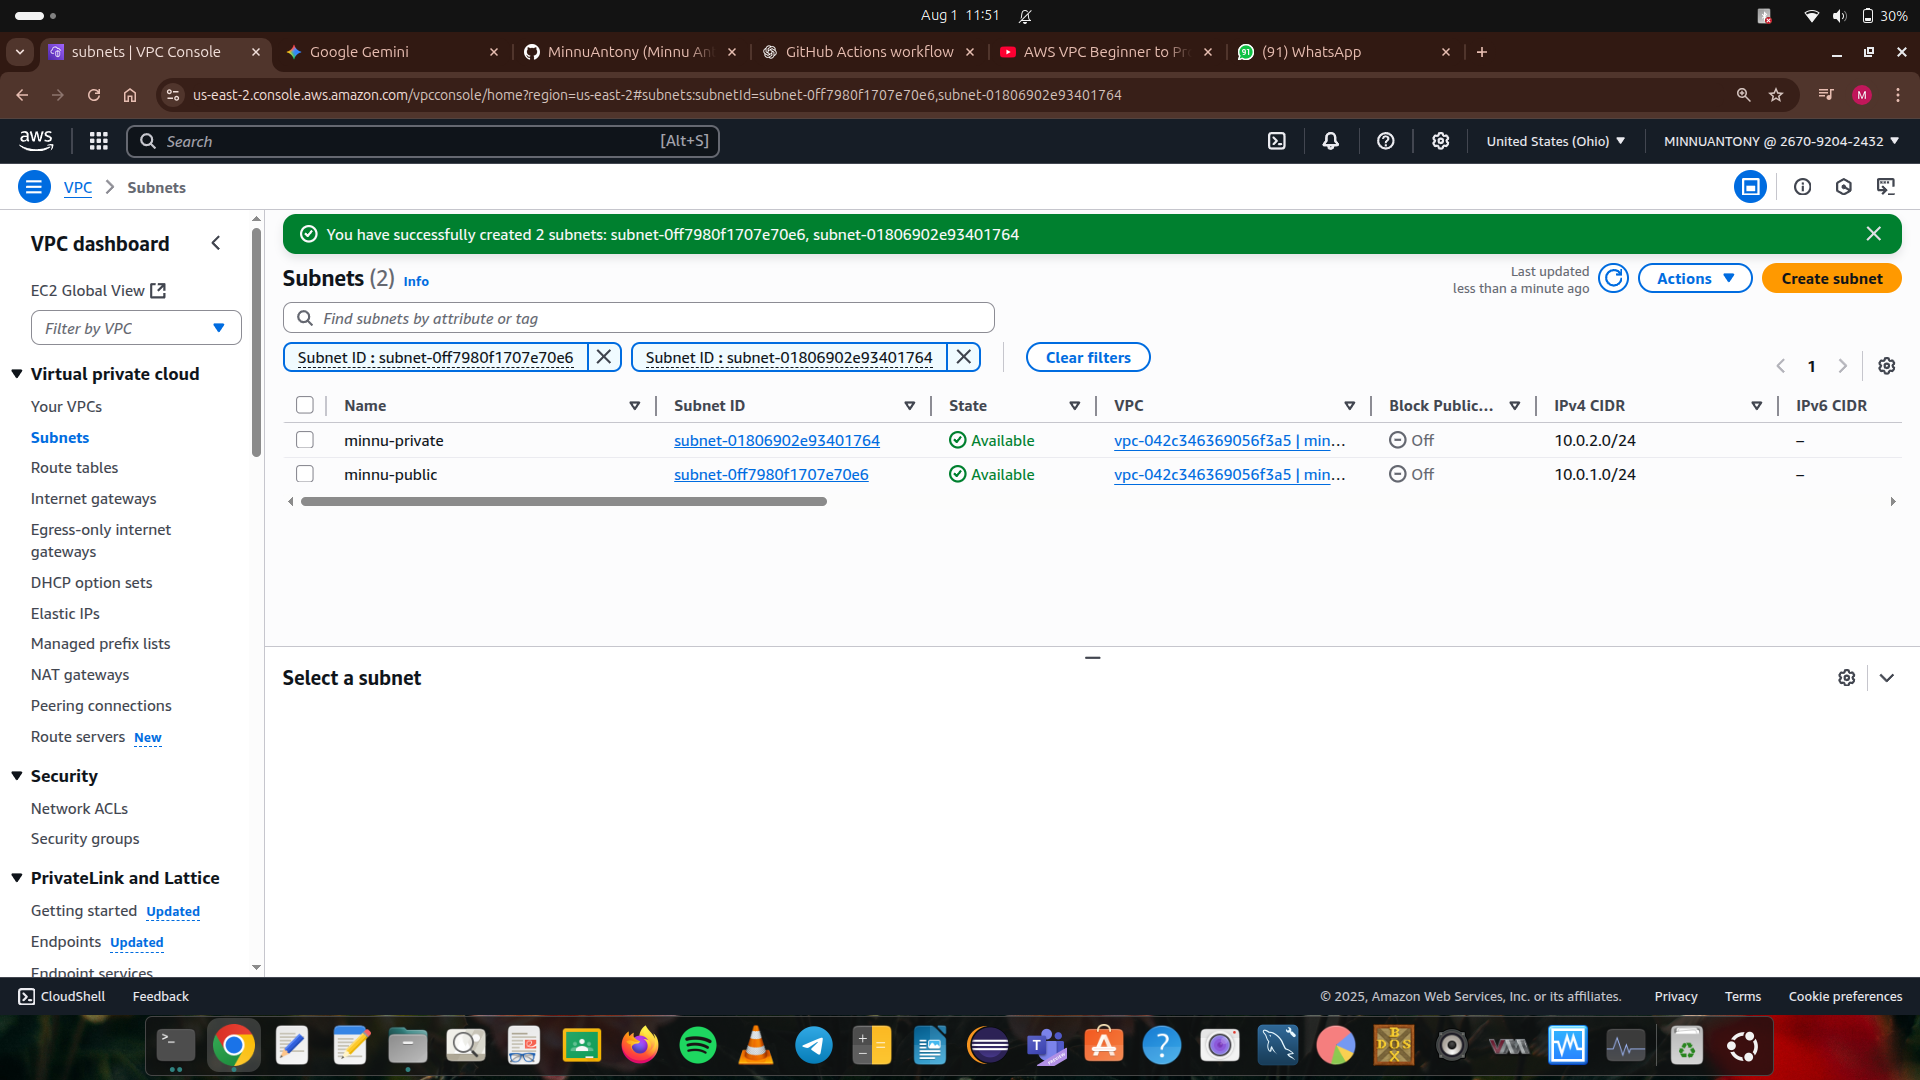 Aug 1 11:51
30%
subnets | VPC Console
Google Gemini
MinnuAntony (Minnu An
GitHub Actions workflow
AWS VPC Beginner to Pr
(91) WhatsApp
us-east-2.console.aws.amazon.com/vpcconsole/home?region=us-east-2#subnets:subnetId=subnet-0ff7980f1707e70e6,subnet-01806902e93401764
M
aws
Search
[Alt+S]
United States (Ohio)
MINNUANTONY @ 2670-9204-2432
VPC
Subnets
VPC dashboard
EC2 Global View
Filter by VPC
Virtual private cloud
Your VPCs
Subnets
Route tables
Internet gateways
Egress-only internet
gateways
DHCP option sets
Elastic IPs
Managed prefix lists
NAT gateways
Peering connections
Route servers New
Security
Network ACLs
Security groups
PrivateLink and Lattice
Getting started Updated
Endpoints Updated
Endpoint services
You have successfully created 2 subnets: subnet-0ff7980f1707e70e6, subnet-01806902e93401764
Subnets (2) Info
Last updated
less than a minute ago
Actions
Create subnet
Find subnets by attribute or tag
Subnet ID : subnet-0ff7980f1707e70e6
Subnet ID : subnet-01806902e93401764
Clear filters
1
Name Subnet ID State VPC Block Public... IPv4 CIDR IPv6 CIDR
minnu-private subnet-01806902e93401764 Available vpc-042c346369056f3a5 | min... Off 10.0.2.0/24 –
minnu-public subnet-0ff7980f1707e70e6 Available vpc-042c346369056f3a5 | min... Off 10.0.1.0/24 –
Select a subnet
CloudShell
Feedback
© 2025, Amazon Web Services, Inc. or its affiliates.
Privacy
Terms
Cookie preferences